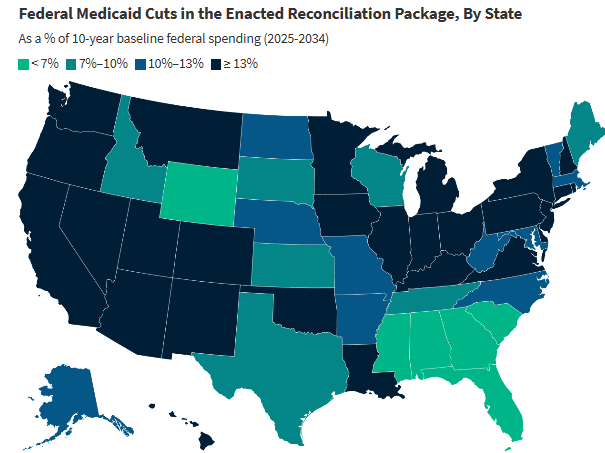 Federal Medicaid Cuts in the Enacted Reconciliation Package, By State
As a % of 10-year baseline federal spending (2025-2034)
< 7% 7%–10% 10%–13% ≥ 13%